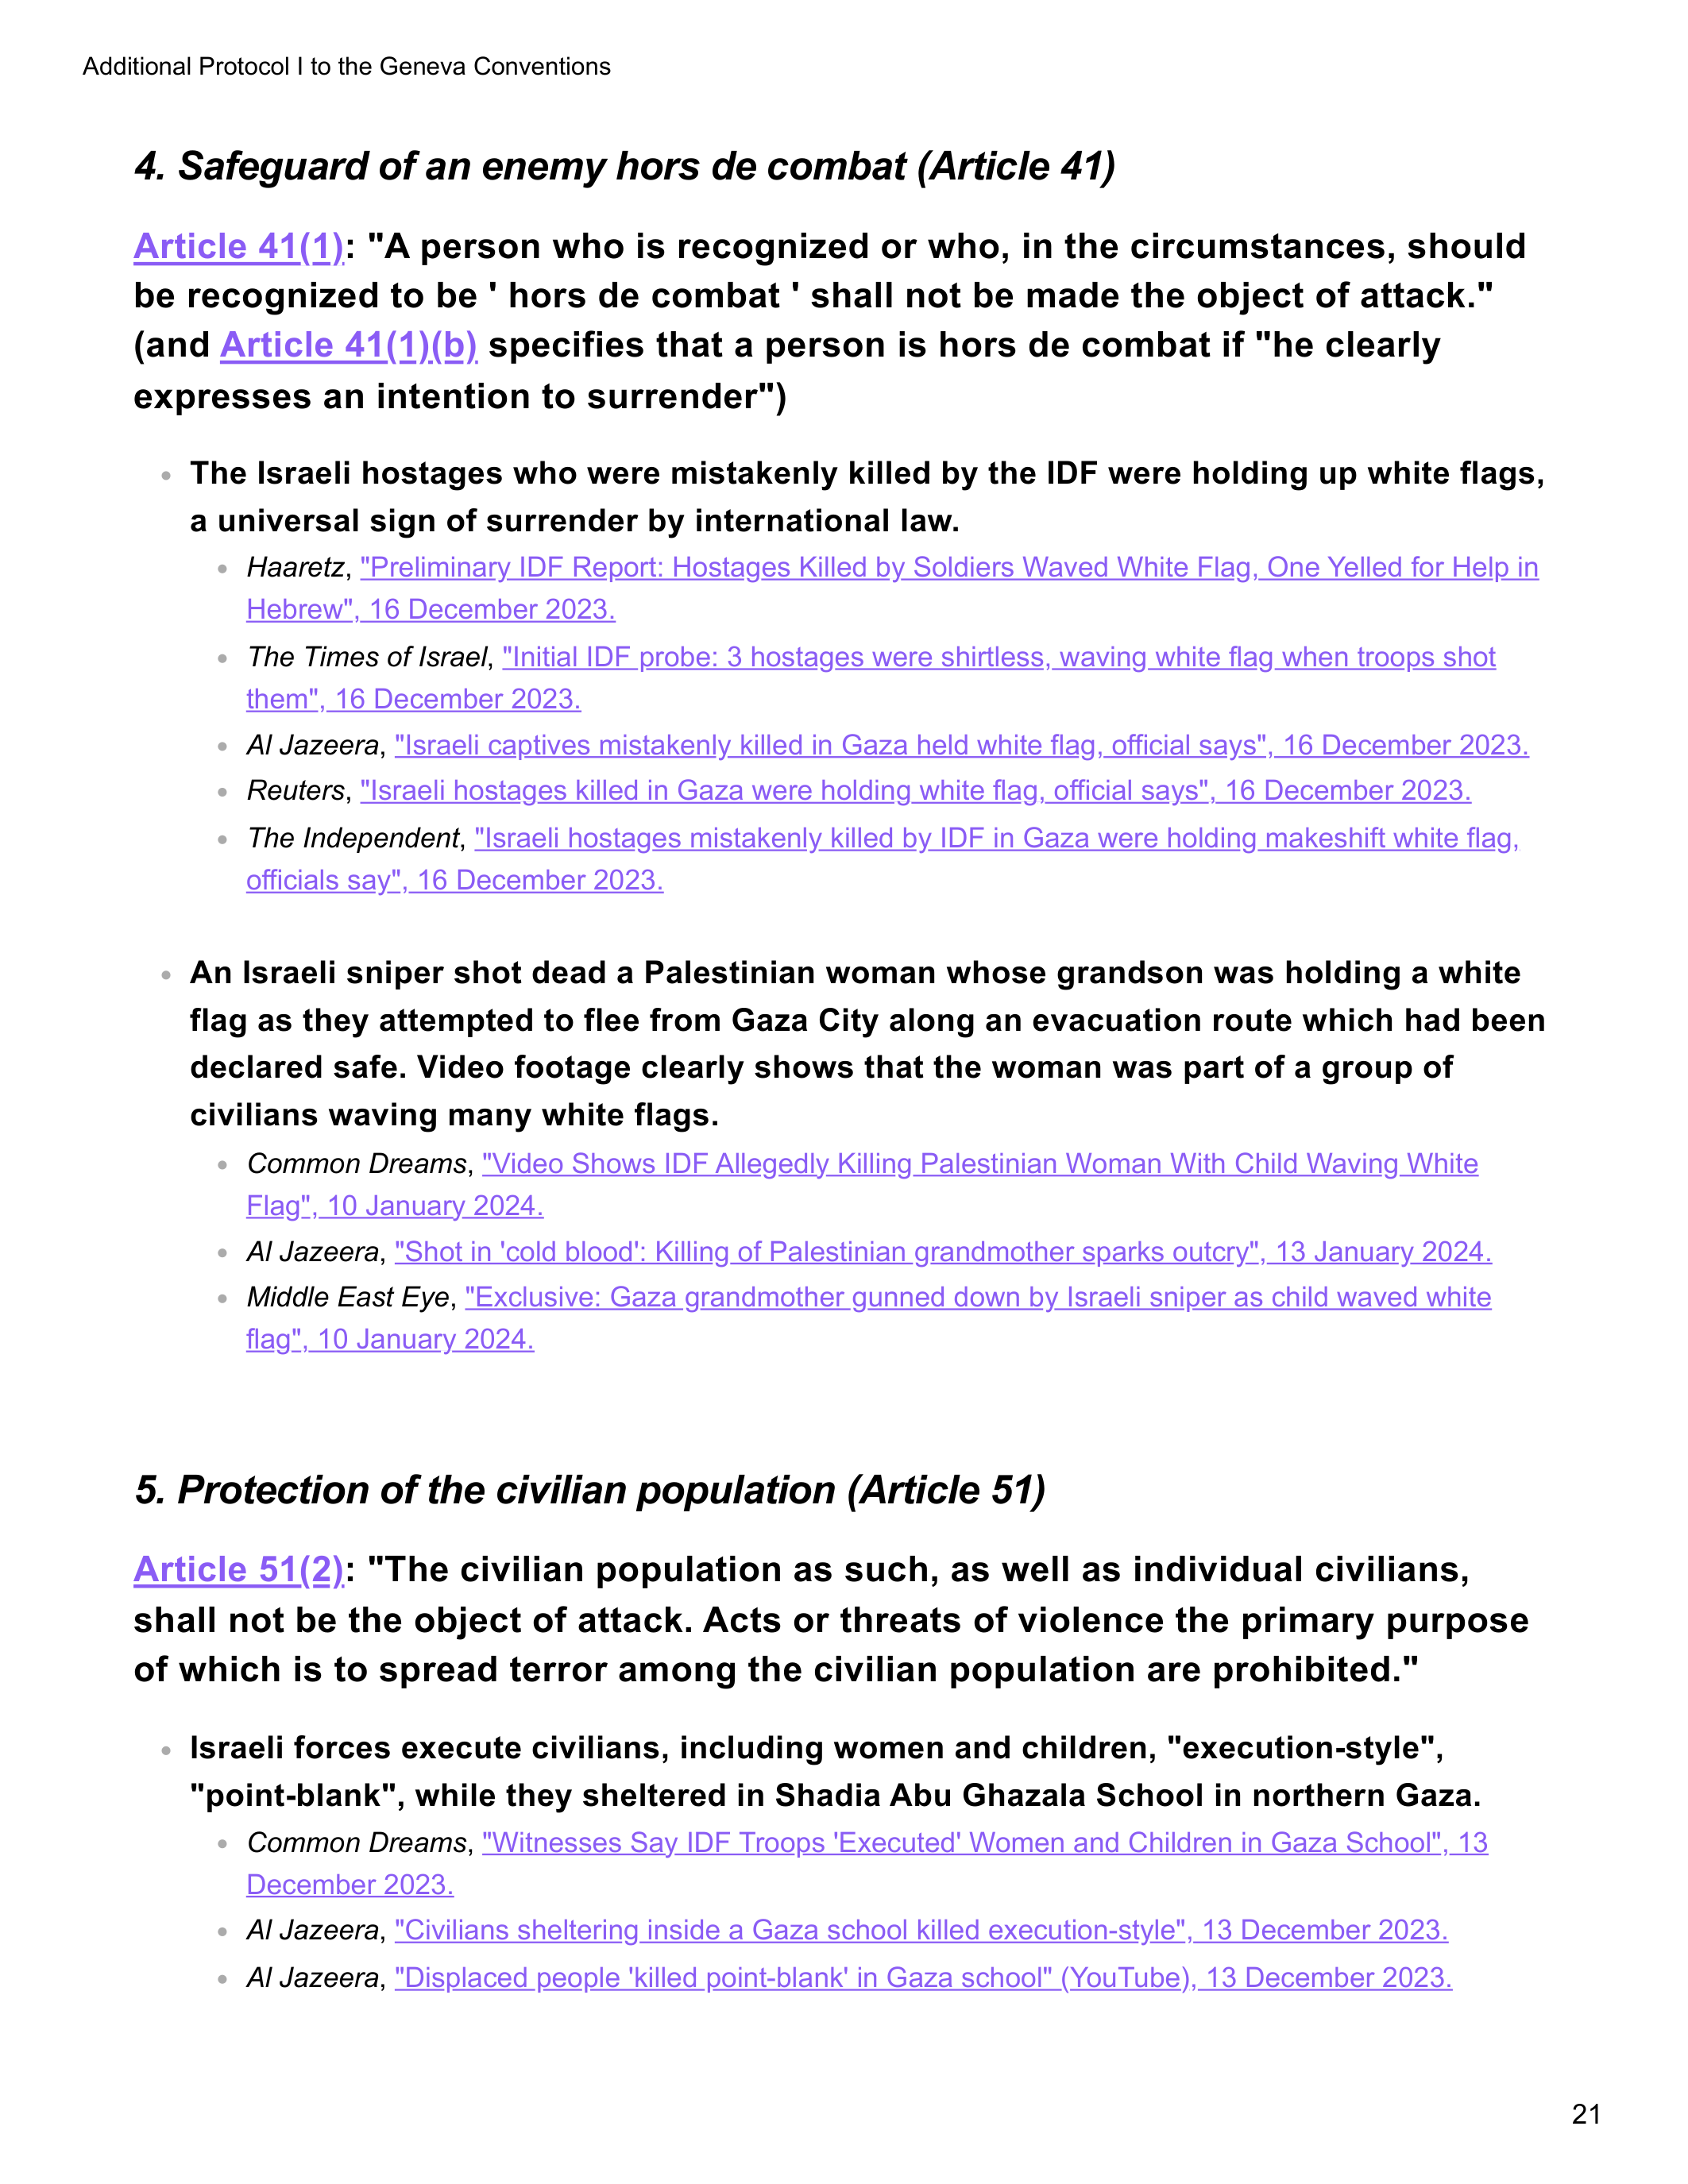 Additional Protocol I to the Geneva Conventions
4. Safeguard of an enemy hors de combat (Article 41)
Article 41(1): "A person who is recognized or who, in the circumstances, should
be recognized to be ' hors de combat ' shall not be made the object of attack."
(and Article 41(1)(b) specifies that a person is hors de combat if "he clearly
expresses an intention to surrender")
• The Israeli hostages who were mistakenly killed by the IDF were holding up white flags,
a universal sign of surrender by international law.
• Haaretz, "Preliminary IDF Report: Hostages Killed by Soldiers Waved White Flag, One Yelled for Help in
Hebrew", 16 December 2023.
• The Times of Israel, "Initial IDF probe: 3 hostages were shirtless, waving white flag when troops shot
them", 16 December 2023.
• Al Jazeera, "Israeli captives mistakenly killed in Gaza held white flag, official says", 16 December 2023.
• Reuters, "Israeli hostages killed in Gaza were holding white flag, official says", 16 December 2023.
• The Independent, "Israeli hostages mistakenly killed by IDF in Gaza were holding makeshift white flag,
officials say", 16 December 2023.
• An Israeli sniper shot dead a Palestinian woman whose grandson was holding a white
flag as they attempted to flee from Gaza City along an evacuation route which had been
declared safe. Video footage clearly shows that the woman was part of a group of
civilians waving many white flags.
• Common Dreams, "Video Shows IDF Allegedly Killing Palestinian Woman With Child Waving White
Flag", 10 January 2024.
• Al Jazeera, "Shot in 'cold blood': Killing of Palestinian grandmother sparks outcry", 13 January 2024.
• Middle East Eye, "Exclusive: Gaza grandmother gunned down by Israeli sniper as child waved white
flag", 10 January 2024.
5. Protection of the civilian population (Article 51)
Article 51(2): "The civilian population as such, as well as individual civilians,
shall not be the object of attack. Acts or threats of violence the primary purpose
of which is to spread terror among the civilian population are prohibited."
• Israeli forces execute civilians, including women and children, "execution-style",
"point-blank", while they sheltered in Shadia Abu Ghazala School in northern Gaza.
• Common Dreams, "Witnesses Say IDF Troops 'Executed' Women and Children in Gaza School", 13
December 2023.
• Al Jazeera, "Civilians sheltering inside a Gaza school killed execution-style", 13 December 2023.
• Al Jazeera, "Displaced people 'killed point-blank' in Gaza school" (YouTube), 13 December 2023.
21